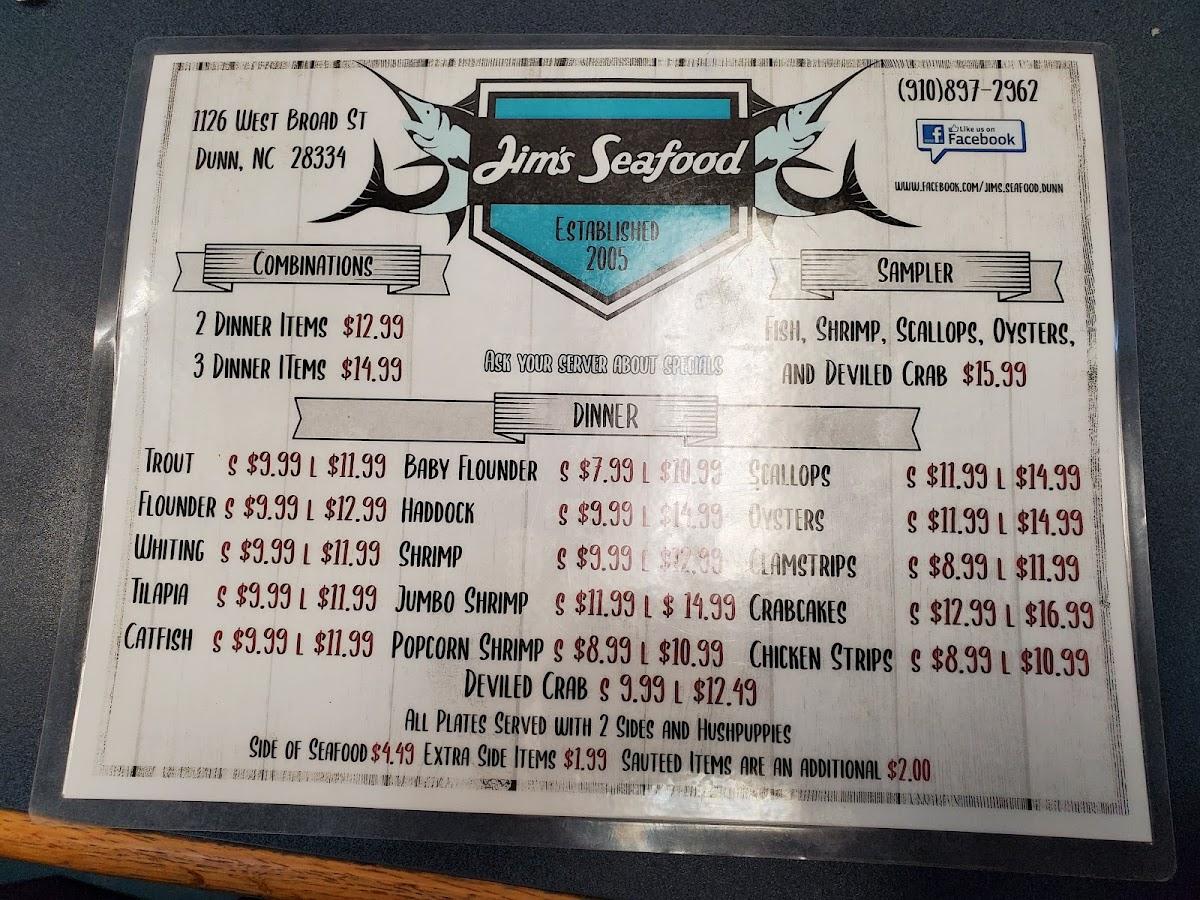 1126 West Broad St
Dunn, NC 28334
Jim's Seafood
Established
2005
(910)897-2962
Like us on
Facebook
www.facebook.com/jims.seafood.dunn
Combinations
2 Dinner Items $12.99
3 Dinner Items $14.99
Ask your server about specials
Sampler
Fish, Shrimp, Scallops, Oysters,
and Deviled Crab $15.99
Dinner
Trout S $9.99 L $11.99 Baby Flounder S $7.99 L $10.99 Scallops S $11.99 L $14.99
Flounder S $9.99 L $12.99 Haddock S $9.99 L $14.99 Oysters S $11.99 L $14.99
Whiting S $9.99 L $11.99 Shrimp S $9.99 L $12.99 Clamstrips S $8.99 L $11.99
Tilapia S $9.99 L $11.99 Jumbo Shrimp S $11.99 L $ 14.99 Crabcakes S $12.99 L $16.99
Catfish S $9.99 L $11.99 Popcorn Shrimp S $8.99 L $10.99 Chicken Strips S $8.99 L $10.99
Deviled Crab S 9.99 L $12.49
All Plates Served with 2 Sides and Hushpuppies
Side of Seafood $4.49 Extra Side Items $1.99 Sauteed Items are an additional $2.00